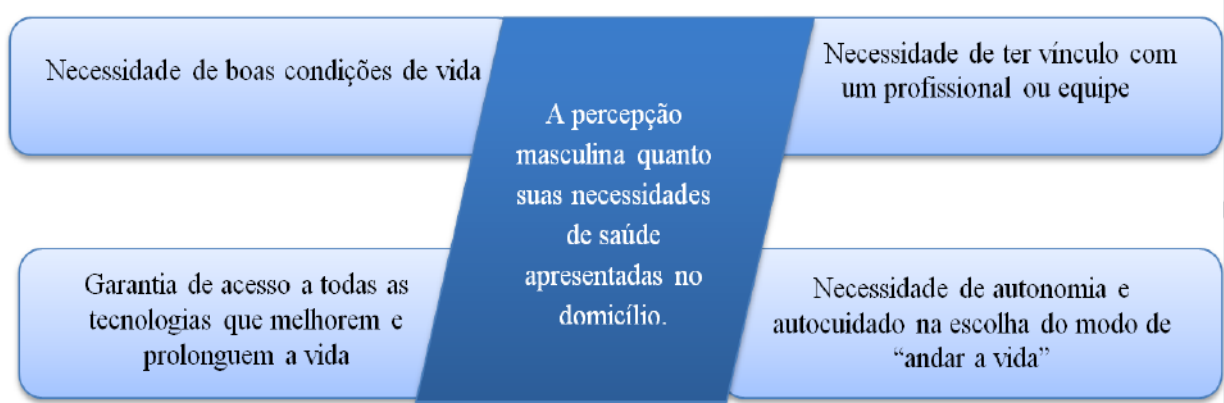 Necessidade de boas condições de vida
Necessidade de ter vínculo com
um profissional ou equipe
A percepção
masculina quanto
suas necessidades
de saúde
apresentadas no
domicílio.
Garantia de acesso a todas as
tecnologias que melhorem e
prolonguem a vida
Necessidade de autonomia e
autocuidado na escolha do modo de
“andar a vida”